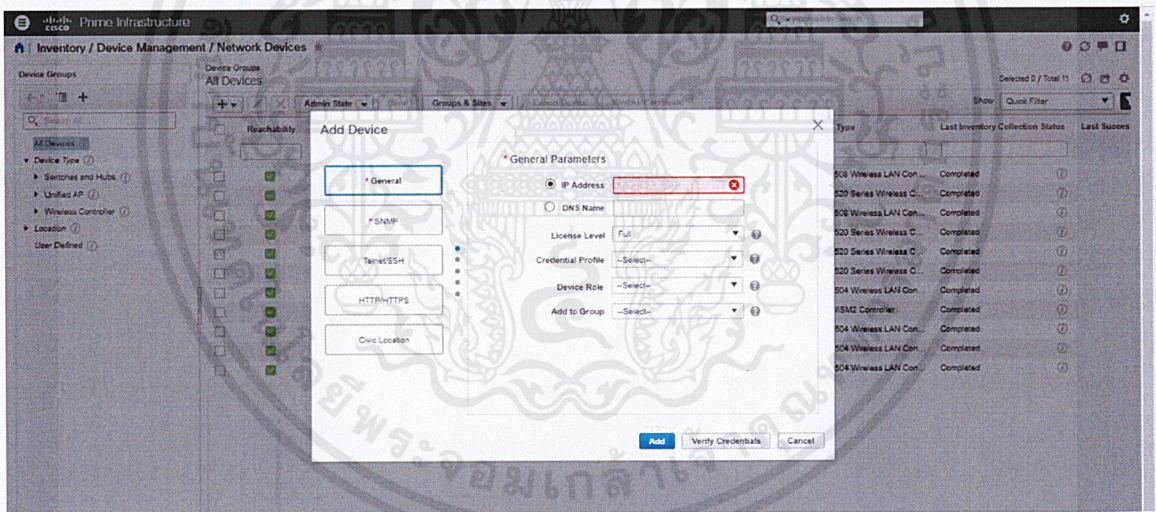 cisco Prime Infrastructure
Application Search
Inventory / Device Management / Network Devices
Device Groups
Search All
All Devices
Device Type
Switches and Hubs
Unified AP
Wireless Controller
Location
User Defined
Device Groups
All Devices
Selected 0 / Total 11
Admin State
Groups & Sites
Show Quick Filter
Reachability
Type
Last Inventory Collection Status
Last Succes
508 Wireless LAN Con... Completed
520 Series Wireless C... Completed
508 Wireless LAN Con... Completed
520 Series Wireless C... Completed
520 Series Wireless C... Completed
520 Series Wireless C... Completed
504 Wireless LAN Con... Completed
WiSM2 Controller Completed
504 Wireless LAN Con... Completed
504 Wireless LAN Con... Completed
504 Wireless LAN Con... Completed
Add Device
* General
* SNMP
Telnet/SSH
HTTP/HTTPS
Civic Location
* General Parameters
IP Address
DNS Name
License Level Full
Credential Profile --Select--
Device Role --Select--
Add to Group --Select--
Add
Verify Credentials
Cancel